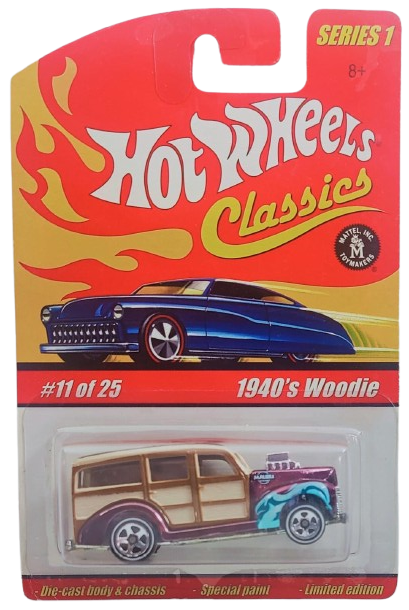 SERIES 1
8+
HOT WHEELS
Classics
MATTEL, INC.
M
TOYMAKERS
®
#11 of 25
1940's Woodie
- Die-cast body & chassis - Special paint - Limited edition